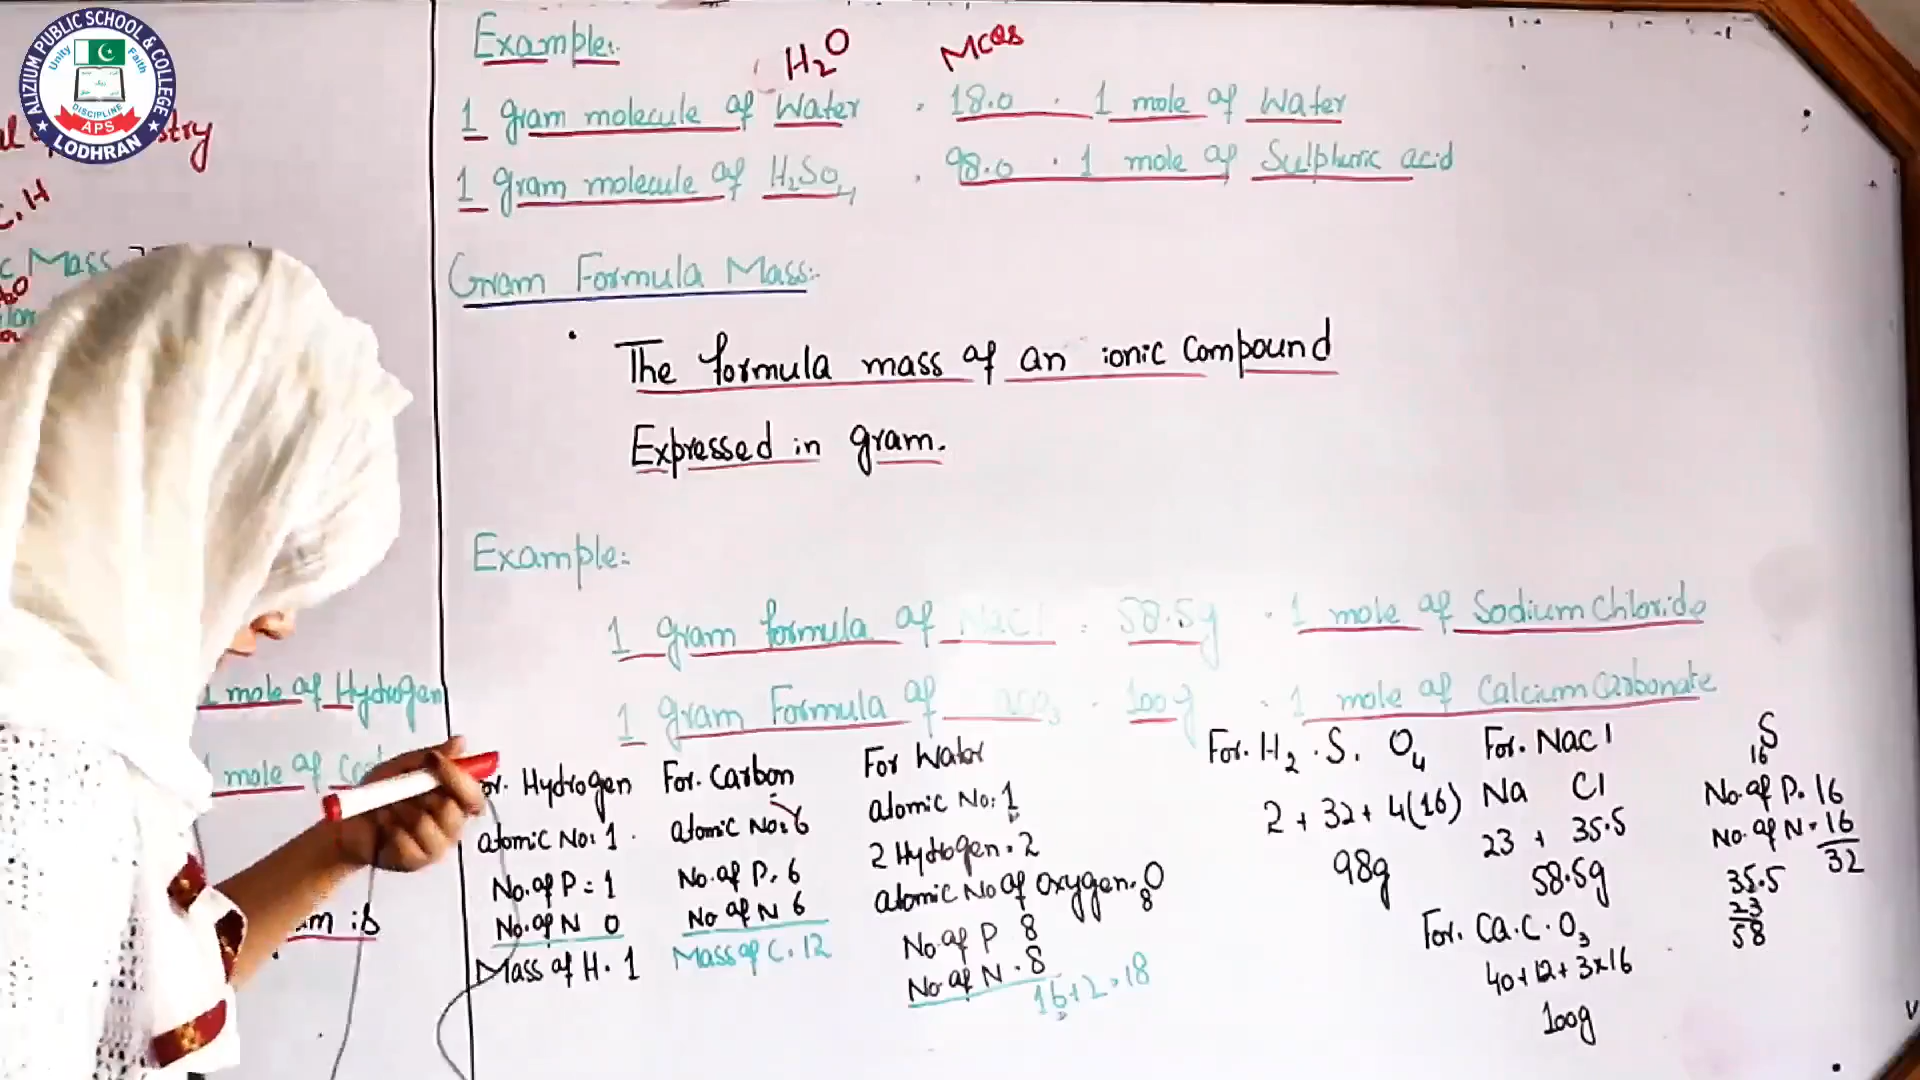 ALIZIUM PUBLIC SCHOOL & COLLEGE
Unity
Faith
DISCIPLINE
APS
LODHRAN
stry
C.H
c Mass
1 mole of Hydrogen
1 mole of
am :s
Example:
H2O
MCQS
1 gram molecule of Water . 18.0 . 1 mole of Water
1 gram molecule of H2SO4 . 98.0 . 1 mole of Sulphuric acid
Gram Formula Mass:-
The formula mass of an ionic Compound
Expressed in gram.
Example:
1 gram formula of NaCl . 58.5g . 1 mole of Sodium Chloride
1 gram Formula of aco3 . 100g . 1 mole of Calcium Carbonate
or. Hydrogen
atomic No: 1 .
No. of P = 1
No. of N 0
Mass of H . 1
For. Carbon
atomic No: 6
No. of P. 6
No of N 6
Mass of C. 12
For Water
atomic No: 1
2 Hydrogen . 2
atomic No of Oxygen. O
8
No. of P 8
No of N . 8
16+2=18
For. H2 . S. O4
2 + 32 + 4(16)
98g
For. NaCl
Na Cl
23 + 35.5
58.5g
For. Ca.C.O3
40+12+3x16
100g
S
16
No. of P. 16
No. of N. 16
32
35.5
23
58